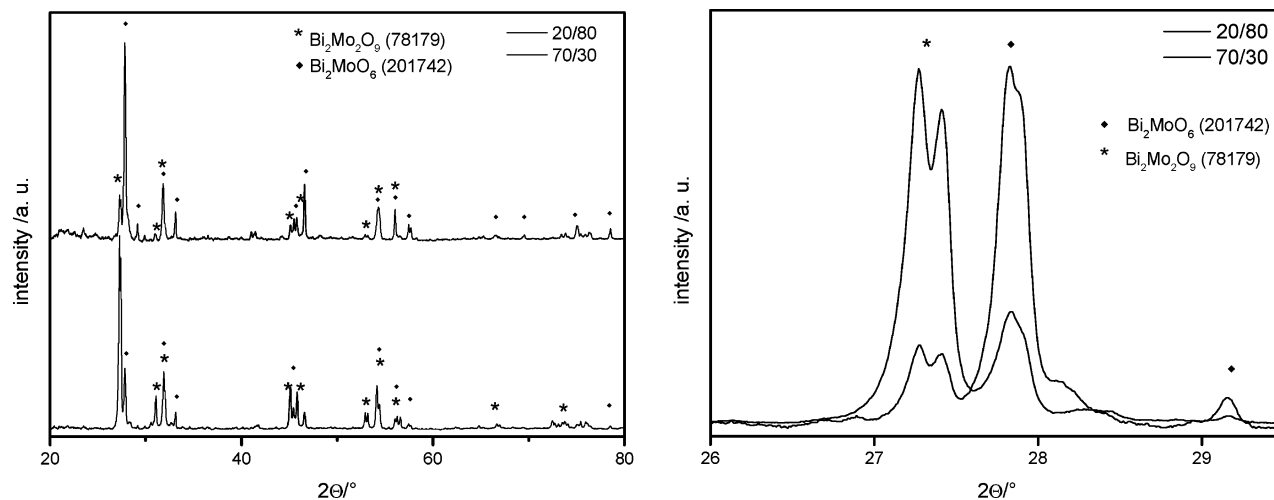 * Bi₂Mo₂O₉ (78179)
⬥ Bi₂MoO₆ (201742)
20/80
70/30
intensity /a. u.
20
40
60
80
2Θ/°
20/80
70/30
⬥ Bi₂MoO₆ (201742)
* Bi₂Mo₂O₉ (78179)
intensity /a. u.
26
27
28
29
2Θ/°